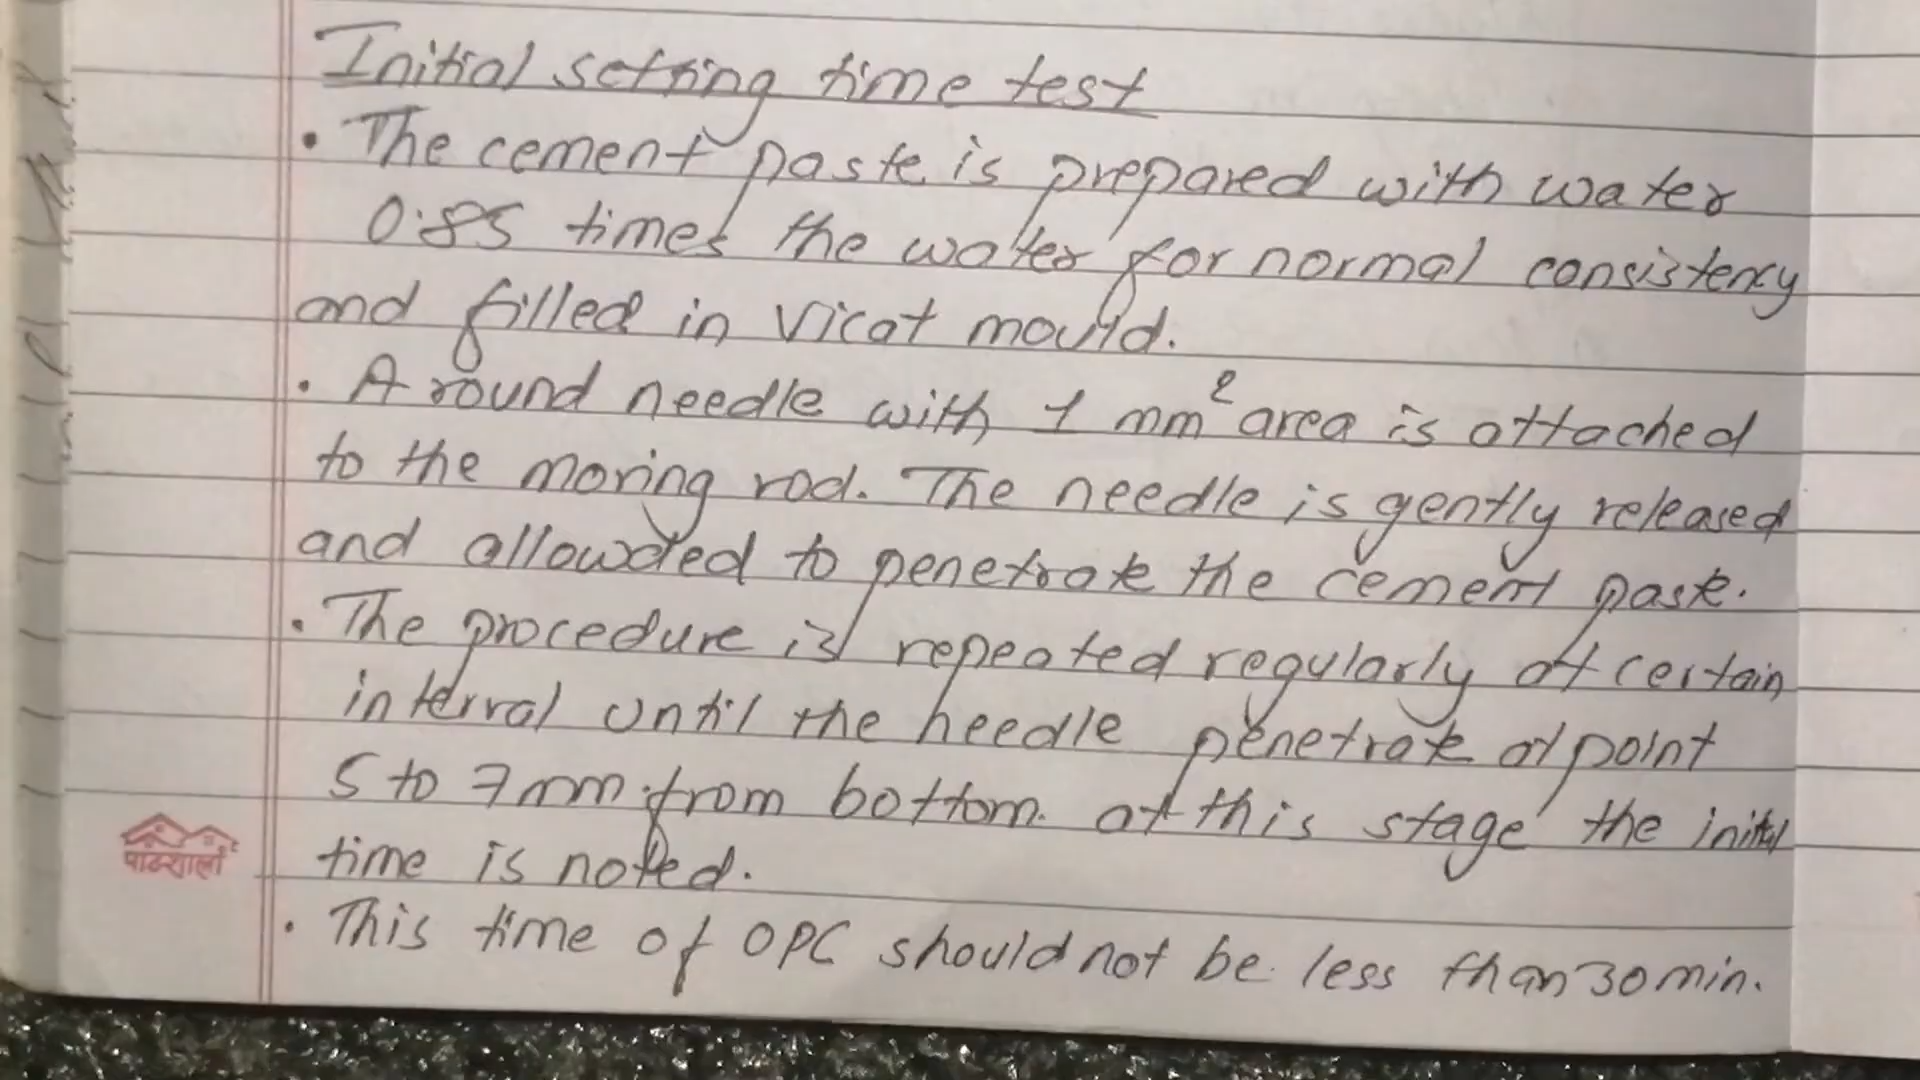 Initial setting time test
• The cement paste is prepared with water
0.85 times the water for normal consistency
and filled in Vicat mould.
• A round needle with 1 mm² area is attached
to the moving rod. The needle is gently released
and allowded to penetrate the cement paste.
• The procedure is repeated regularly at certain
interval until the needle penetrate at point
5 to 7mm from bottom. at this stage the initial
time is noted.
पाठशाला
• This time of OPC should not be less than 30 min.